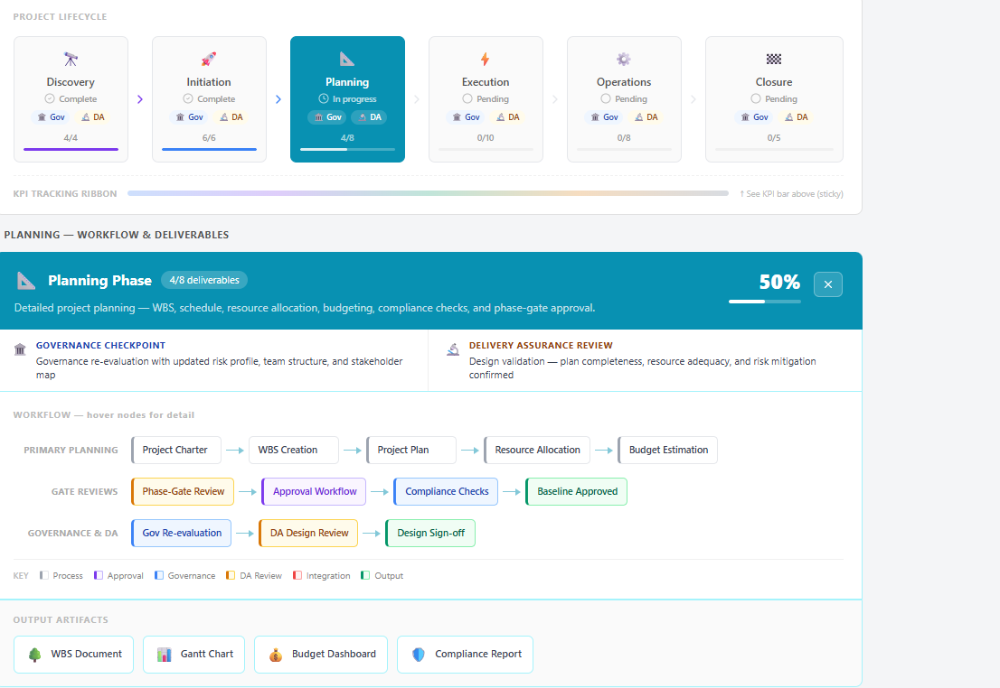 PROJECT LIFECYCLE
Discovery
Complete
Gov DA
4/4
Initiation
Complete
Gov DA
6/6
Planning
In progress
Gov DA
4/8
Execution
Pending
Gov DA
0/10
Operations
Pending
Gov DA
0/8
Closure
Pending
Gov DA
0/5
KPI TRACKING RIBBON
↑ See KPI bar above (sticky)
PLANNING — WORKFLOW & DELIVERABLES
Planning Phase 4/8 deliverables
50%
Detailed project planning — WBS, schedule, resource allocation, budgeting, compliance checks, and phase-gate approval.
GOVERNANCE CHECKPOINT
Governance re-evaluation with updated risk profile, team structure, and stakeholder
map
DELIVERY ASSURANCE REVIEW
Design validation — plan completeness, resource adequacy, and risk mitigation
confirmed
WORKFLOW — hover nodes for detail
PRIMARY PLANNING Project Charter WBS Creation Project Plan Resource Allocation Budget Estimation
GATE REVIEWS Phase-Gate Review Approval Workflow Compliance Checks Baseline Approved
GOVERNANCE & DA Gov Re-evaluation DA Design Review Design Sign-off
KEY Process Approval Governance DA Review Integration Output
OUTPUT ARTIFACTS
WBS Document Gantt Chart Budget Dashboard Compliance Report